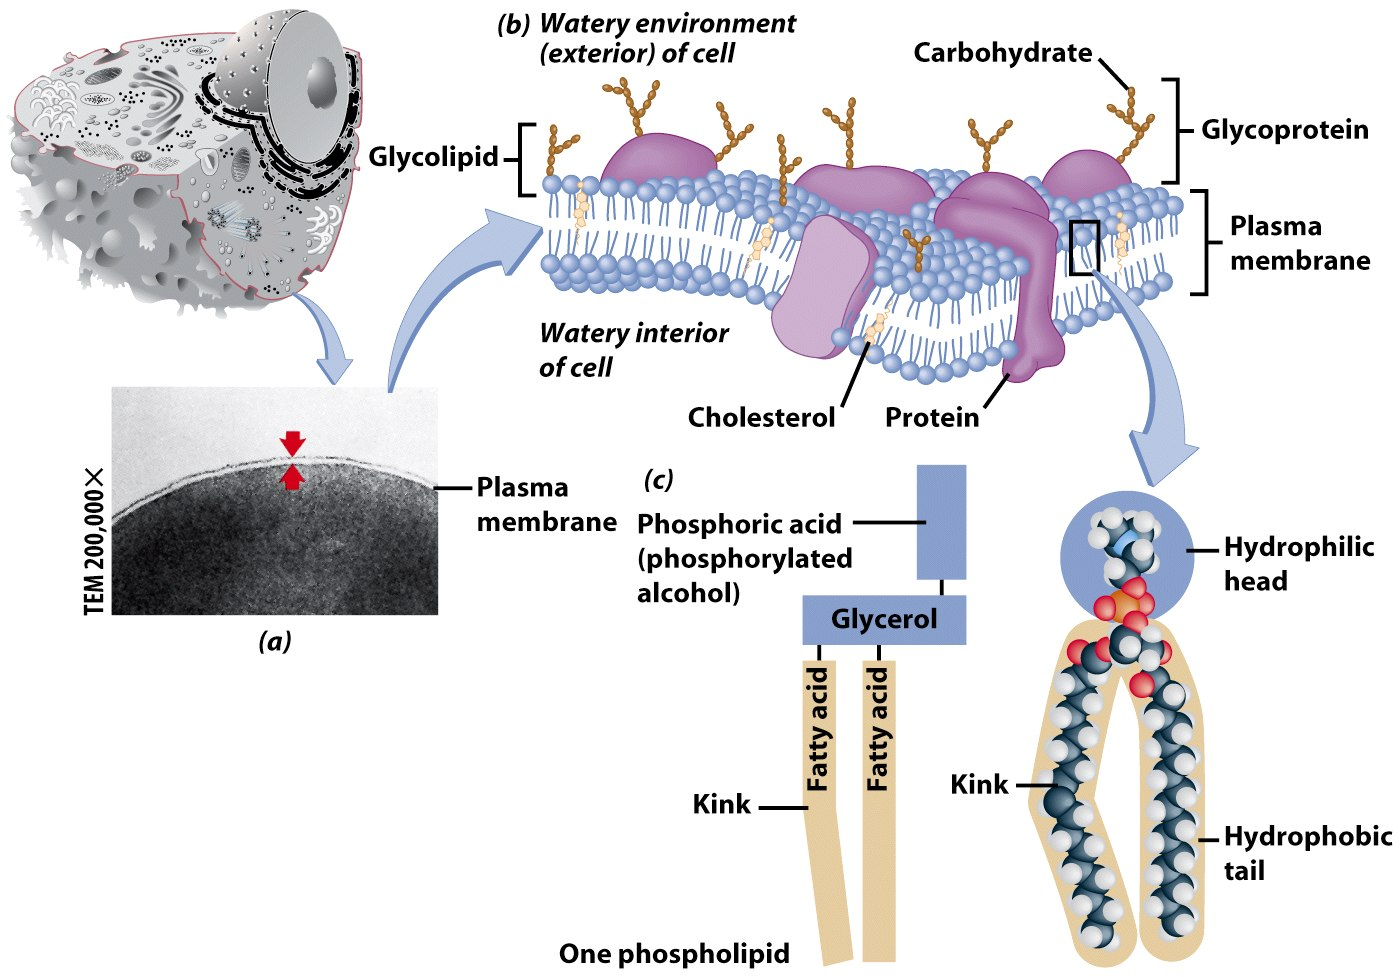 (b) Watery environment
(exterior) of cell
Carbohydrate
Glycoprotein
Glycolipid
Plasma
membrane
Watery interior
of cell
Cholesterol
Protein
TEM 200,000×
Plasma
membrane
(a)
(c)
Phosphoric acid
(phosphorylated
alcohol)
Glycerol
Fatty acid
Fatty acid
Kink
One phospholipid
Hydrophilic
head
Kink
Hydrophobic
tail